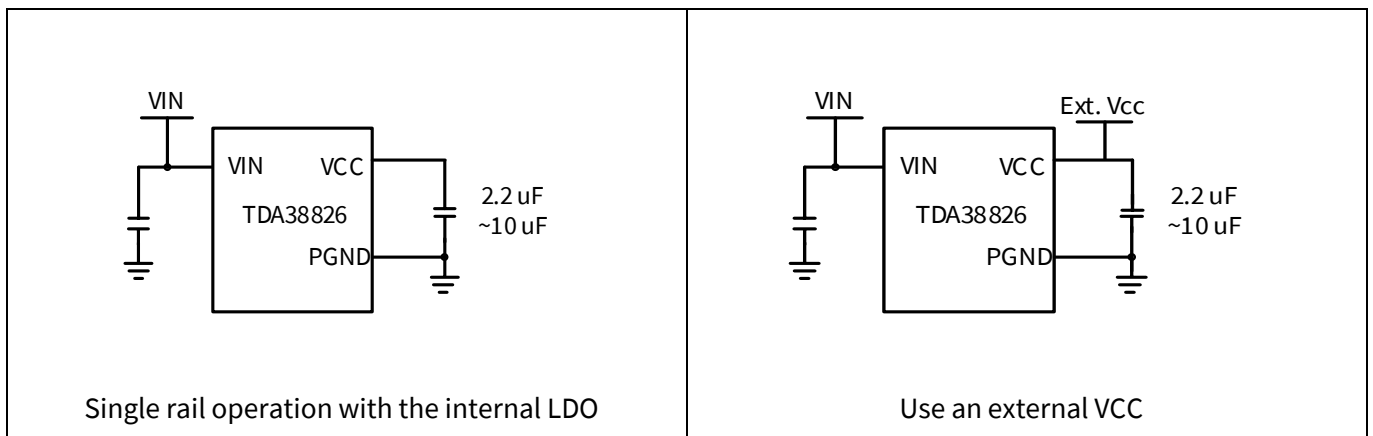 VIN
VIN
VCC
TDA38826
PGND
2.2 uF
~10 uF
Single rail operation with the internal LDO
VIN
Ext. Vcc
VIN
VCC
TDA38826
PGND
2.2 uF
~10 uF
Use an external VCC